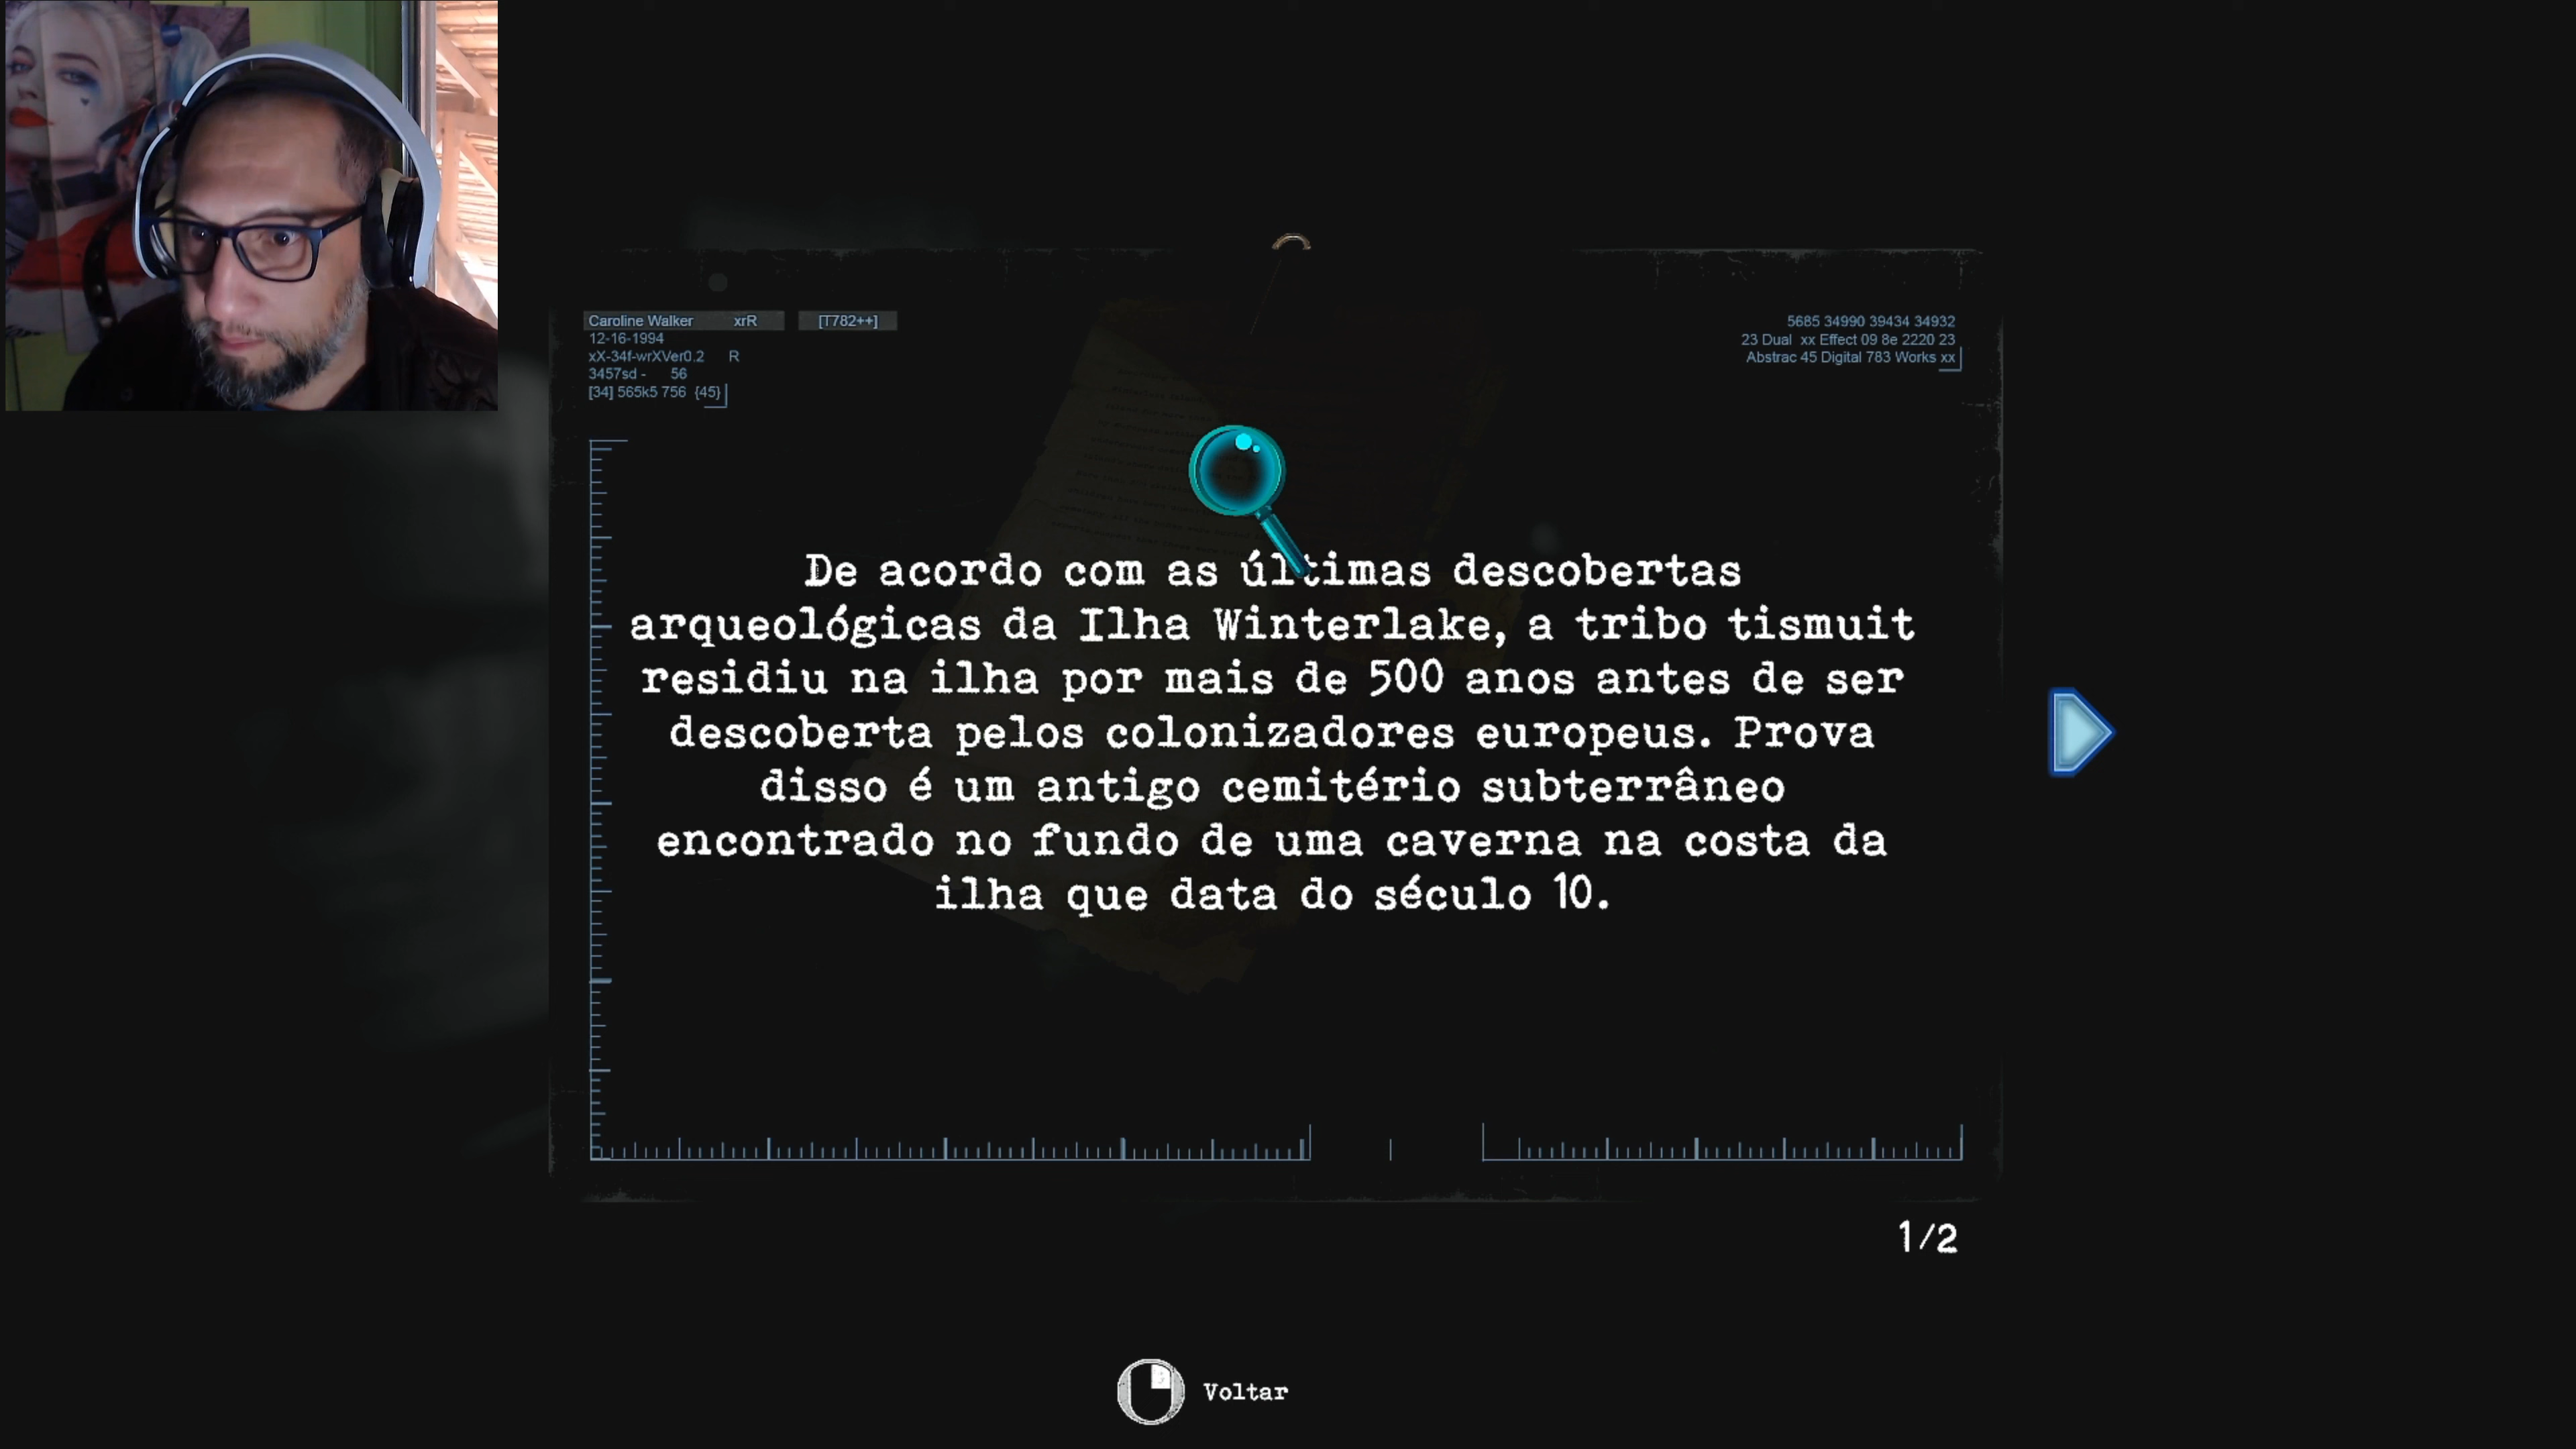 Caroline Walker xrR [T782++]
12-16-1994
xX-34f-wrXVer0.2 R
3457sd - 56
[34] 565k5 756 {45}
5685 34990 39434 34932
23 Dual xx Effect 09 8e 2220 23
Abstrac 45 Digital 783 Works xx
De acordo com as últimas descobertas
arqueológicas da Ilha Winterlake, a tribo tismuit
residiu na ilha por mais de 500 anos antes de ser
descoberta pelos colonizadores europeus. Prova
disso é um antigo cemitério subterrâneo
encontrado no fundo de uma caverna na costa da
ilha que data do século 10.
1/2
Voltar